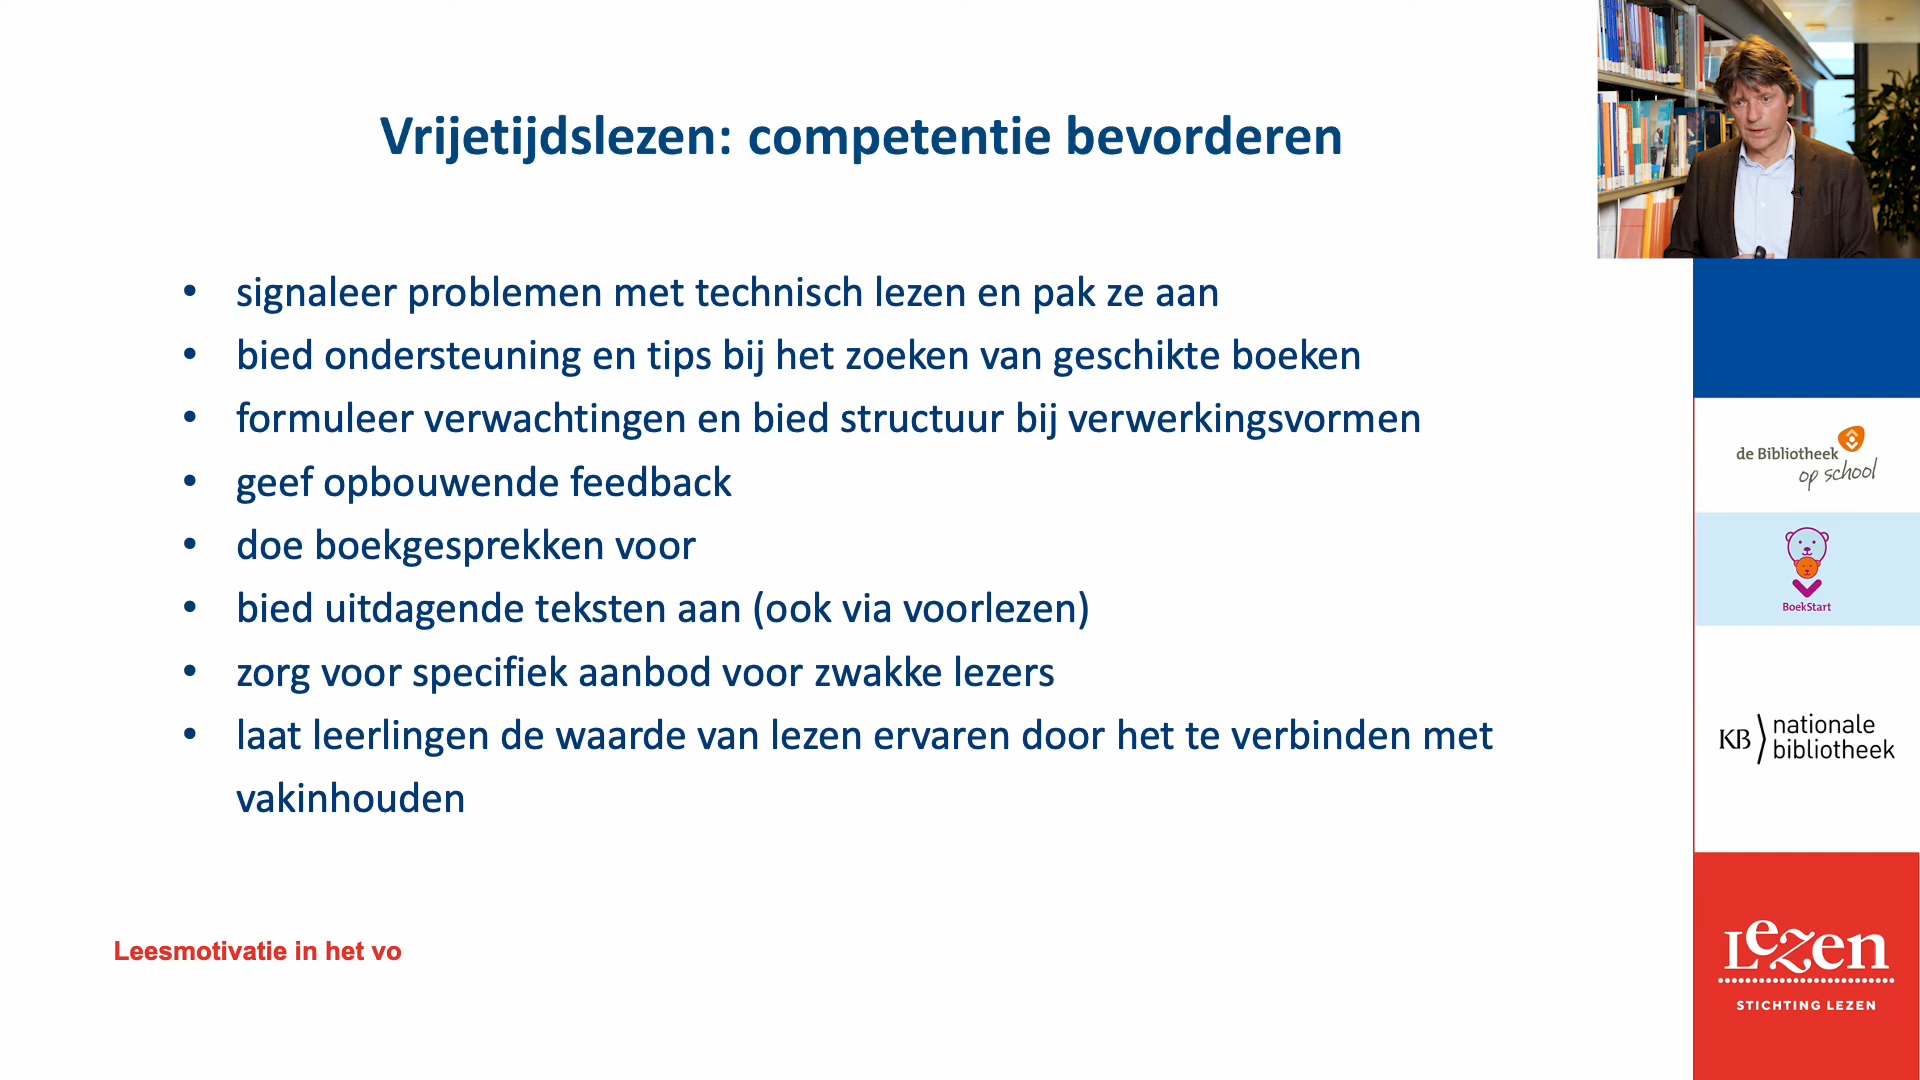 Vrijetijdslezen: competentie bevorderen
• signaleer problemen met technisch lezen en pak ze aan
• bied ondersteuning en tips bij het zoeken van geschikte boeken
• formuleer verwachtingen en bied structuur bij verwerkingsvormen
• geef opbouwende feedback
• doe boekgesprekken voor
• bied uitdagende teksten aan (ook via voorlezen)
• zorg voor specifiek aanbod voor zwakke lezers
• laat leerlingen de waarde van lezen ervaren door het te verbinden met
vakinhouden
Leesmotivatie in het vo
de Bibliotheek
op school
BoekStart
KB nationale
bibliotheek
Lezen
STICHTING LEZEN